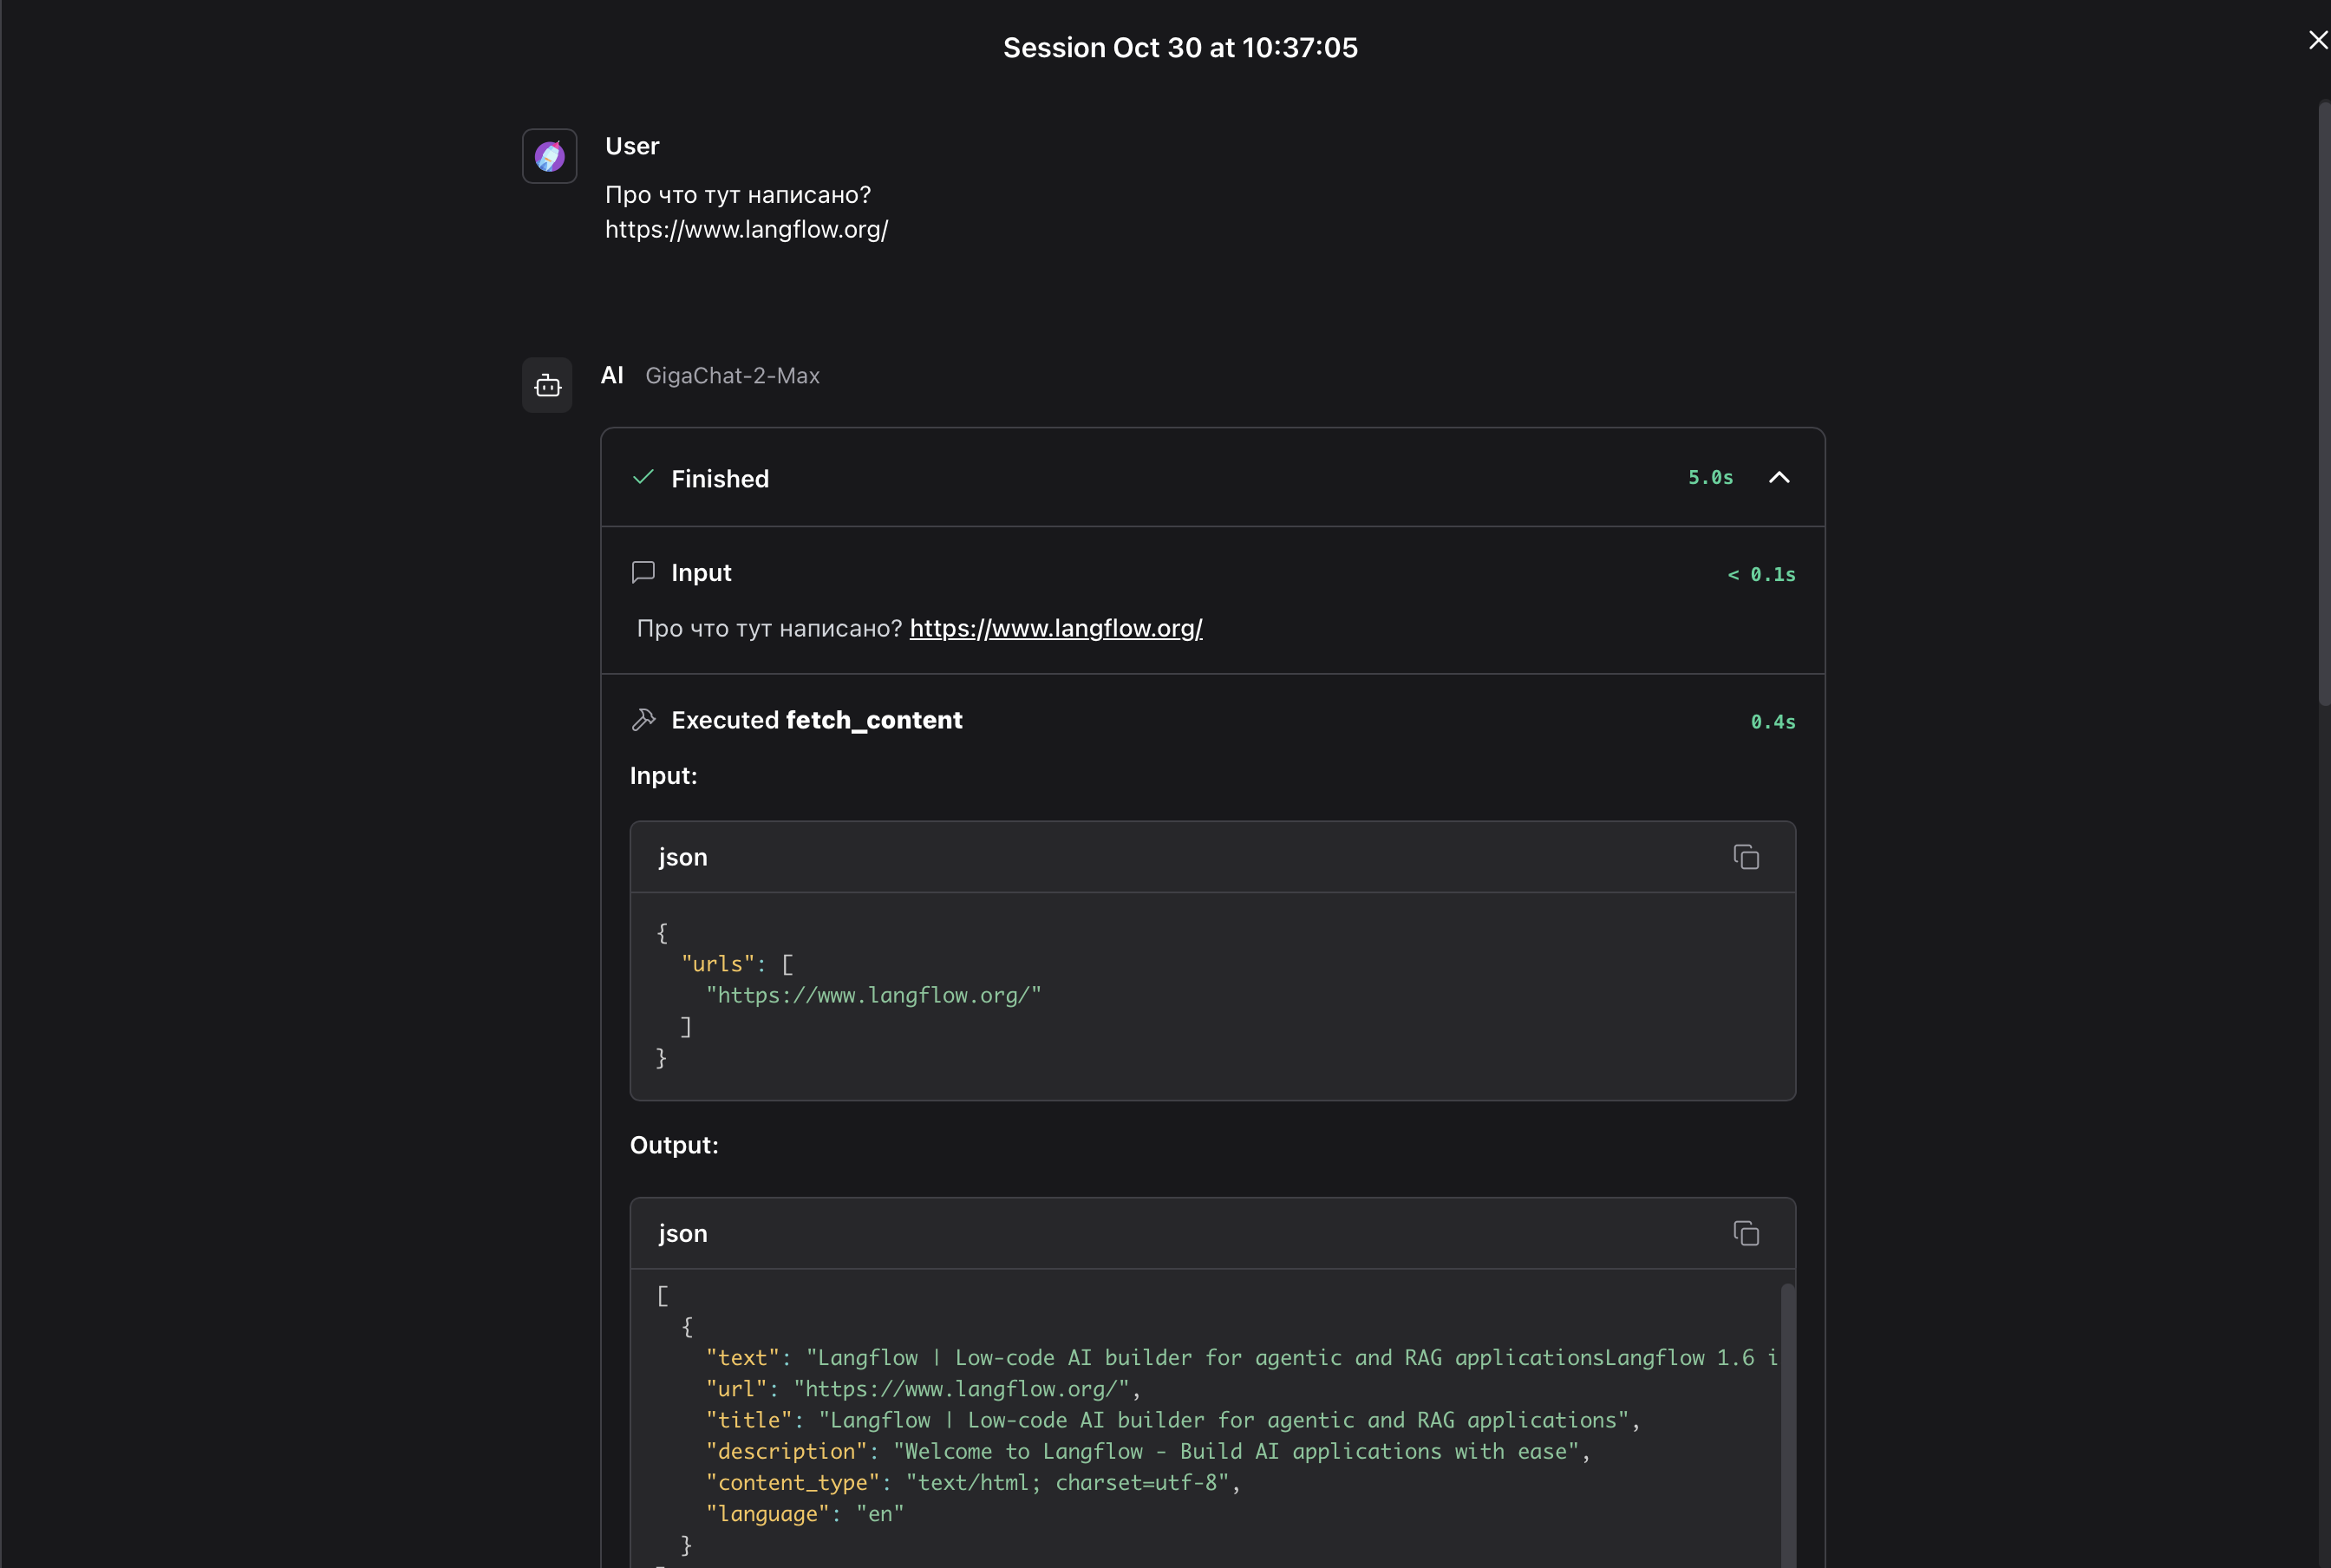 Session Oct 30 at 10:37:05
User
Про что тут написано?
https://www.langflow.org/
AI GigaChat-2-Max
Finished 5.0s
Input < 0.1s
Про что тут написано? https://www.langflow.org/
Executed fetch_content 0.4s
Input:
json
{
"urls": [
"https://www.langflow.org/"
]
}
Output:
json
[
{
"text": "Langflow | Low-code AI builder for agentic and RAG applicationsLangflow 1.6 i
"url": "https://www.langflow.org/",
"title": "Langflow | Low-code AI builder for agentic and RAG applications",
"description": "Welcome to Langflow - Build AI applications with ease",
"content_type": "text/html; charset=utf-8",
"language": "en"
}